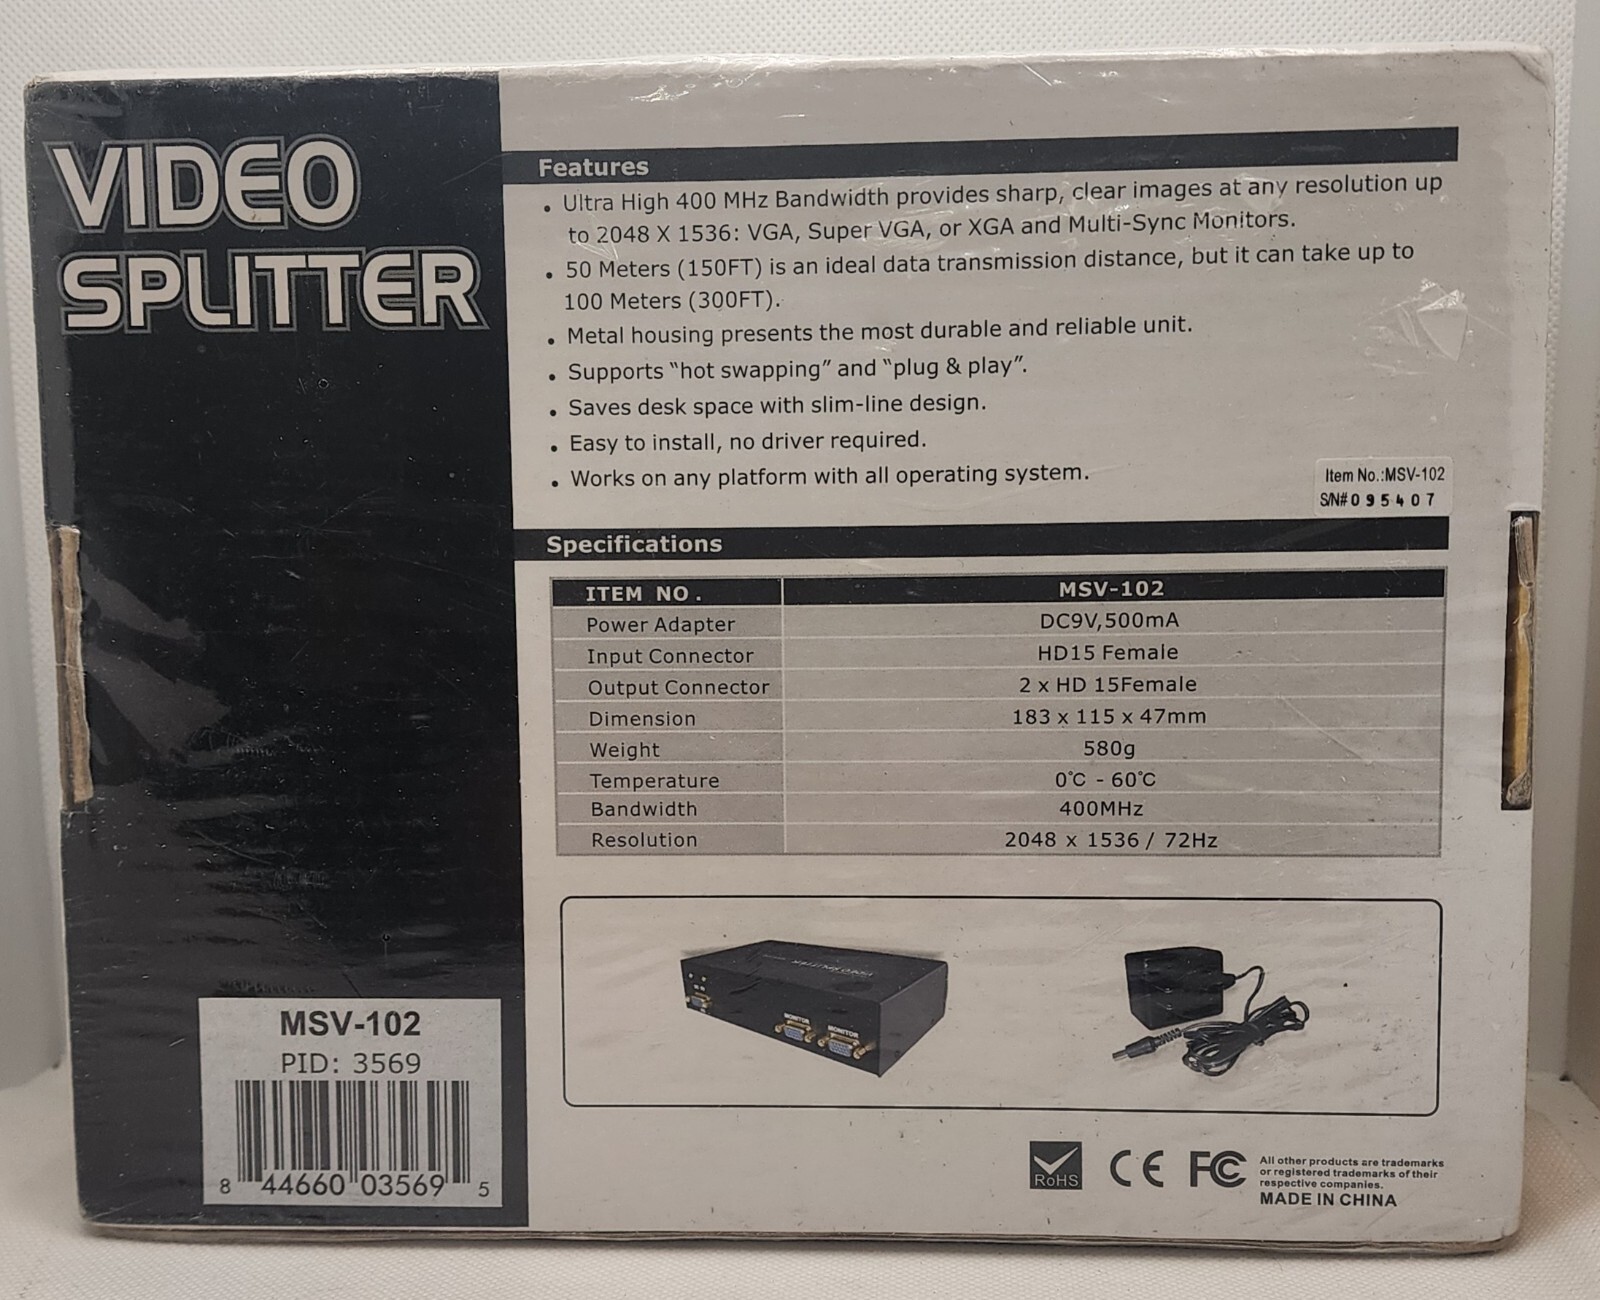 VIDEO
SPLITTER
Features
• Ultra High 400 MHz Bandwidth provides sharp, clear images at any resolution up
to 2048 X 1536: VGA, Super VGA, or XGA and Multi-Sync Monitors.
• 50 Meters (150FT) is an ideal data transmission distance, but it can take up to
100 Meters (300FT).
• Metal housing presents the most durable and reliable unit.
• Supports “hot swapping” and “plug & play”.
• Saves desk space with slim-line design.
• Easy to install, no driver required.
• Works on any platform with all operating system.
Item No.:MSV-102
S/N# 095407
Specifications
ITEM NO. MSV-102
Power Adapter DC9V,500mA
Input Connector HD15 Female
Output Connector 2 x HD 15Female
Dimension 183 x 115 x 47mm
Weight 580g
Temperature 0℃ - 60℃
Bandwidth 400MHz
Resolution 2048 x 1536 / 72Hz
VIDEO SPLITTER
MONITOR MONITOR
MSV-102
PID: 3569
8 44660 03569 5
RoHS CE FC
All other products are trademarks
or registered trademarks of their
respective companies.
MADE IN CHINA